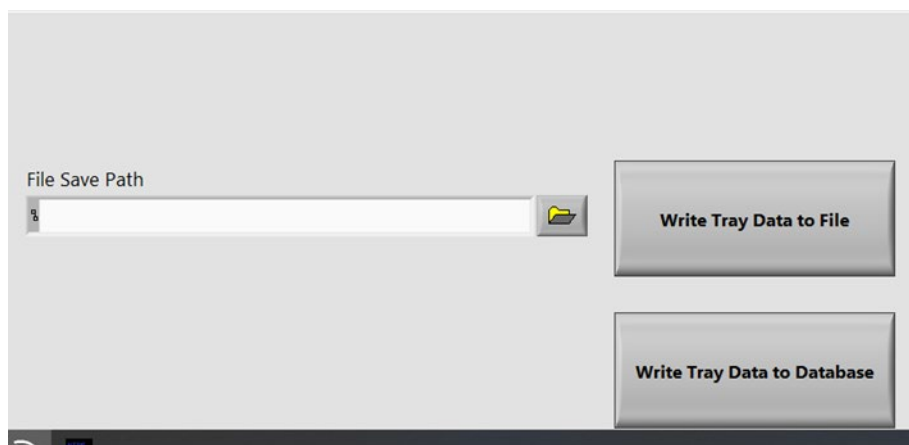 File Save Path
Write Tray Data to File
Write Tray Data to Database